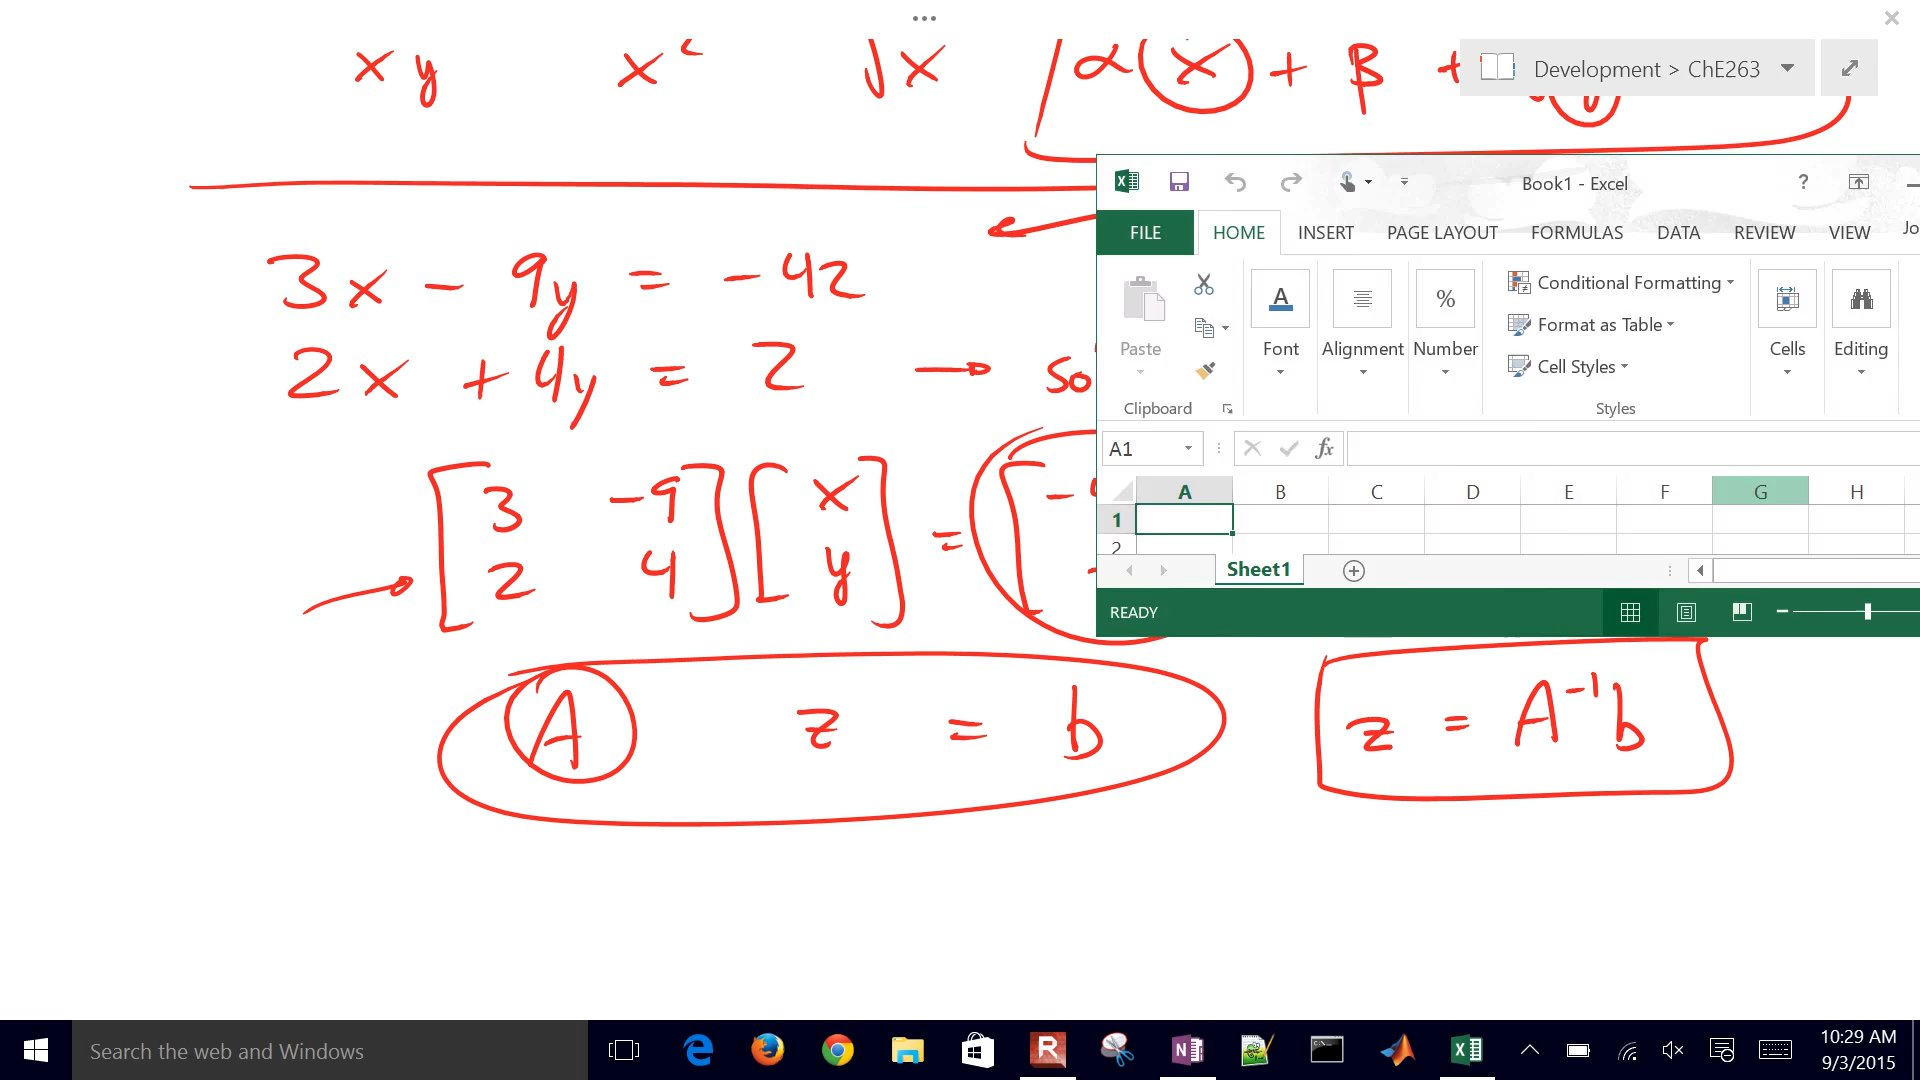 x y x² √x α x + β +
Development > ChE263
Book1 - Excel
?
FILE HOME INSERT PAGE LAYOUT FORMULAS DATA REVIEW VIEW Jo
3x - 9y = -42
2x + 4y = 2 → so
Paste
Font Alignment Number
Conditional Formatting
Format as Table
Cell Styles
Cells Editing
Clipboard Styles
A1 fx
A B C D E F G H
1
2
Sheet1
READY
[3 -9] [x] = [-
[2 4] [y]
A z = b
z = A⁻¹b
Search the web and Windows
10:29 AM
9/3/2015